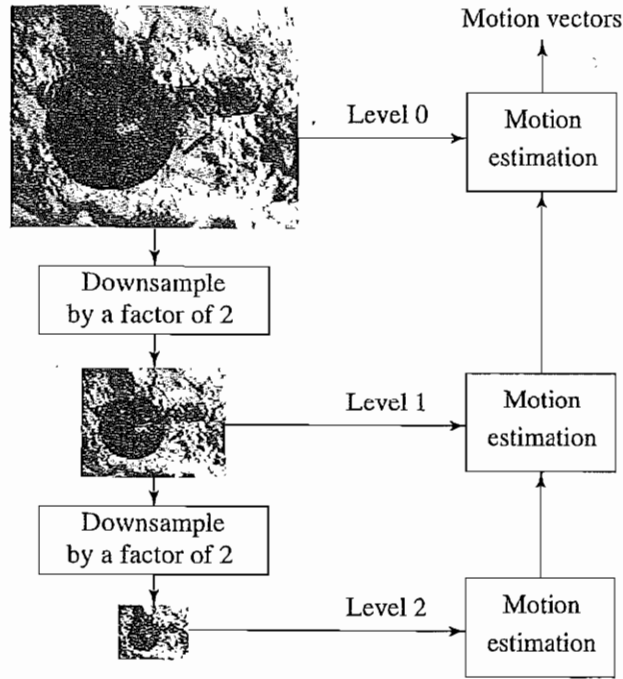 Motion vectors
Level 0
Motion
estimation
Downsample
by a factor of 2
Level 1
Motion
estimation
Downsample
by a factor of 2
Level 2
Motion
estimation